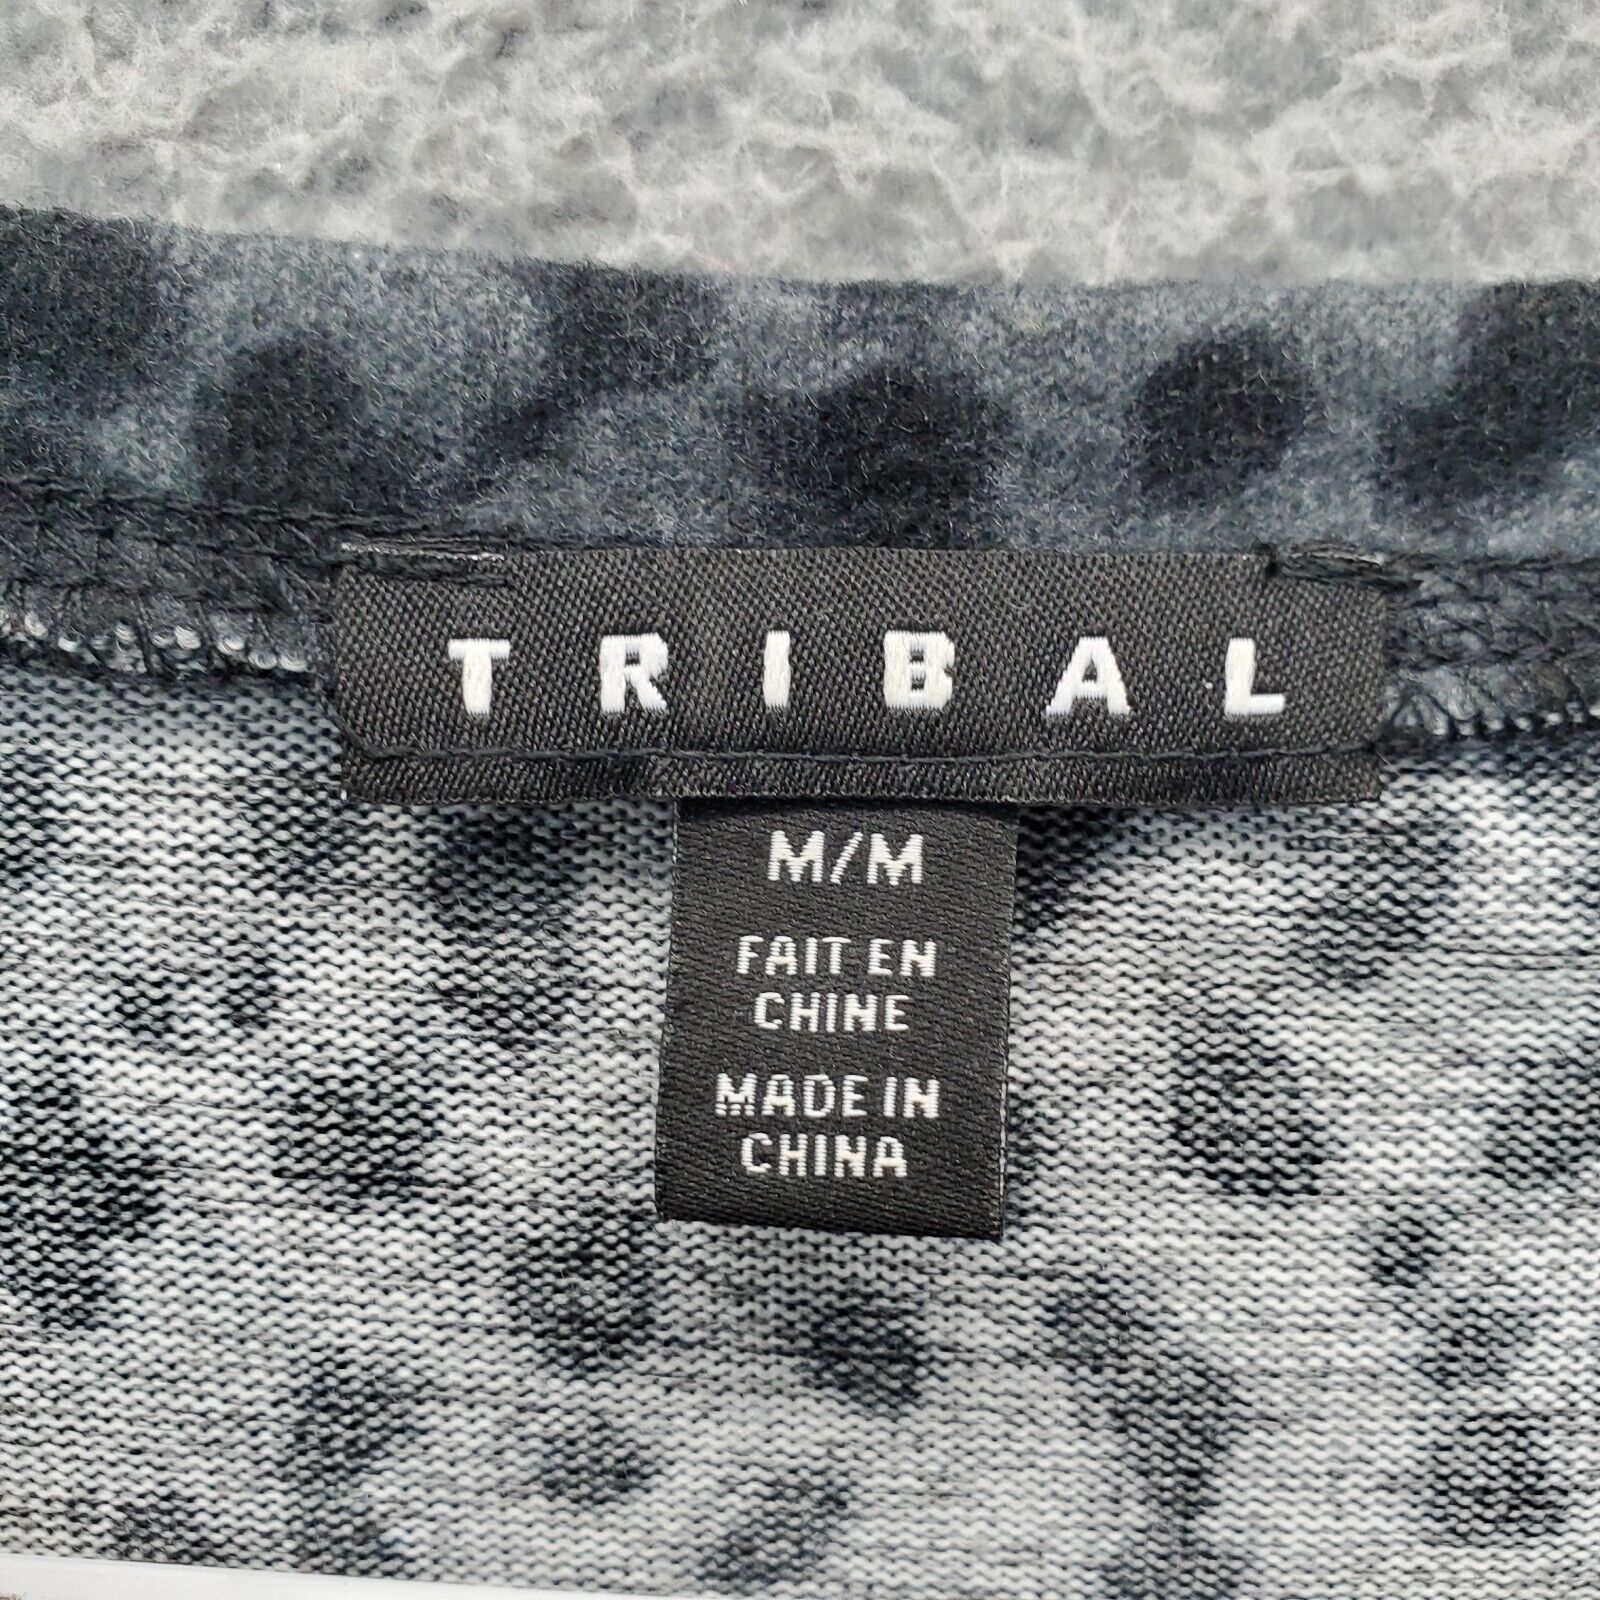 TRIBAL
M/M
FAIT EN
CHINE
MADE IN
CHINA